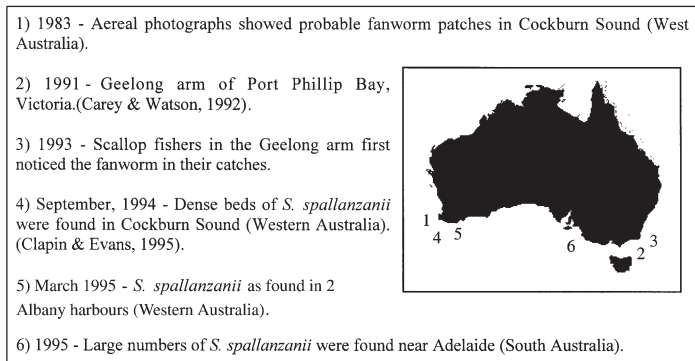 1) 1983 - Aereal photographs showed probable fanworm patches in Cockburn Sound (West
Australia).
2) 1991 - Geelong arm of Port Phillip Bay,
Victoria.(Carey & Watson, 1992).
3) 1993 - Scallop fishers in the Geelong arm first
noticed the fanworm in their catches.
4) September, 1994 - Dense beds of S. spallanzanii
were found in Cockburn Sound (Western Australia).
(Clapin & Evans, 1995).
5) March 1995 - S. spallanzanii as found in 2
Albany harbours (Western Australia).
6) 1995 - Large numbers of S. spallanzanii were found near Adelaide (South Australia).
1
4
5
6
2
3